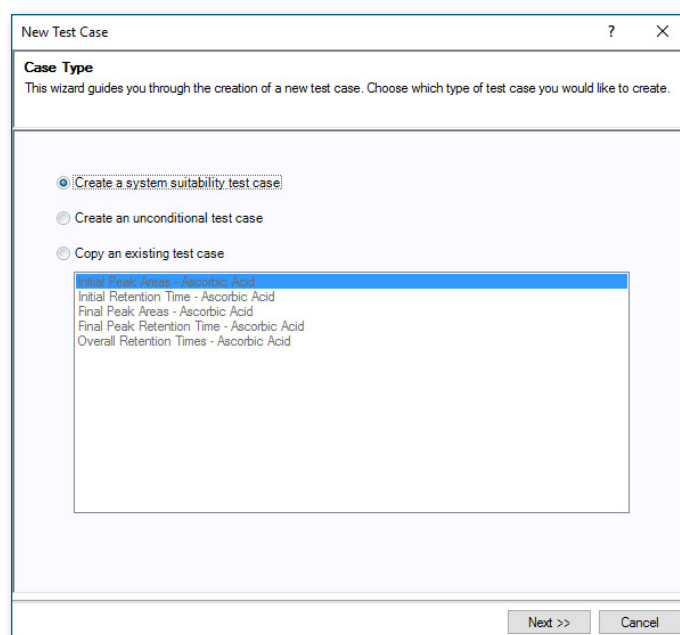 New Test Case
Case Type
This wizard guides you through the creation of a new test case. Choose which type of test case you would like to create.
Create a system suitability test case
Create an unconditional test case
Copy an existing test case
Initial Peak Areas - Ascorbic Acid
Initial Retention Time - Ascorbic Acid
Final Peak Areas - Ascorbic Acid
Final Peak Retention Time - Ascorbic Acid
Overall Retention Times - Ascorbic Acid
Next >> Cancel